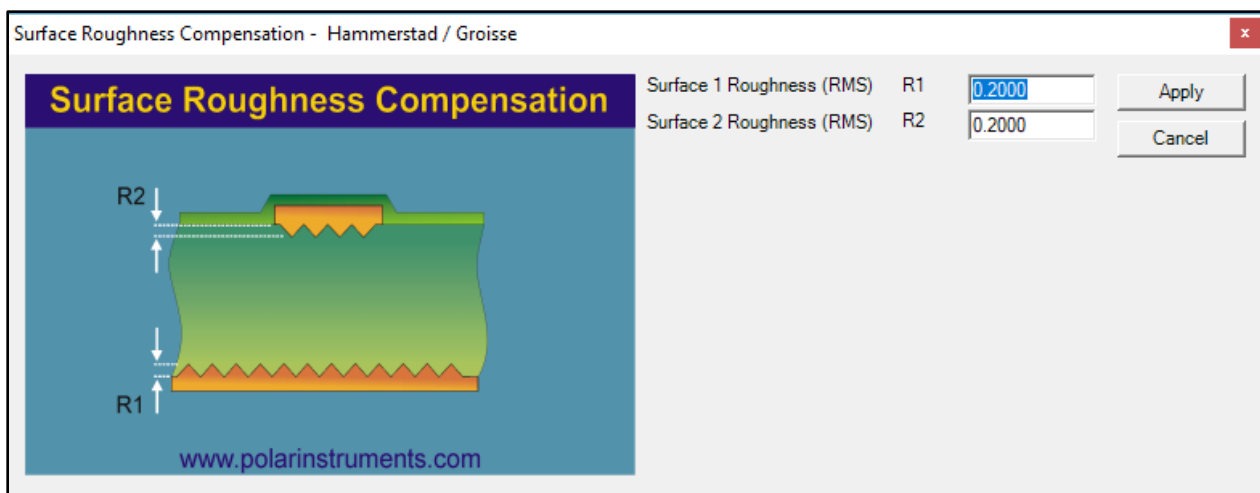 Surface Roughness Compensation - Hammerstad / Groisse
x
Surface Roughness Compensation
R2
R1
www.polarinstruments.com
Surface 1 Roughness (RMS) R1 0.2000
Surface 2 Roughness (RMS) R2 0.2000
Apply
Cancel